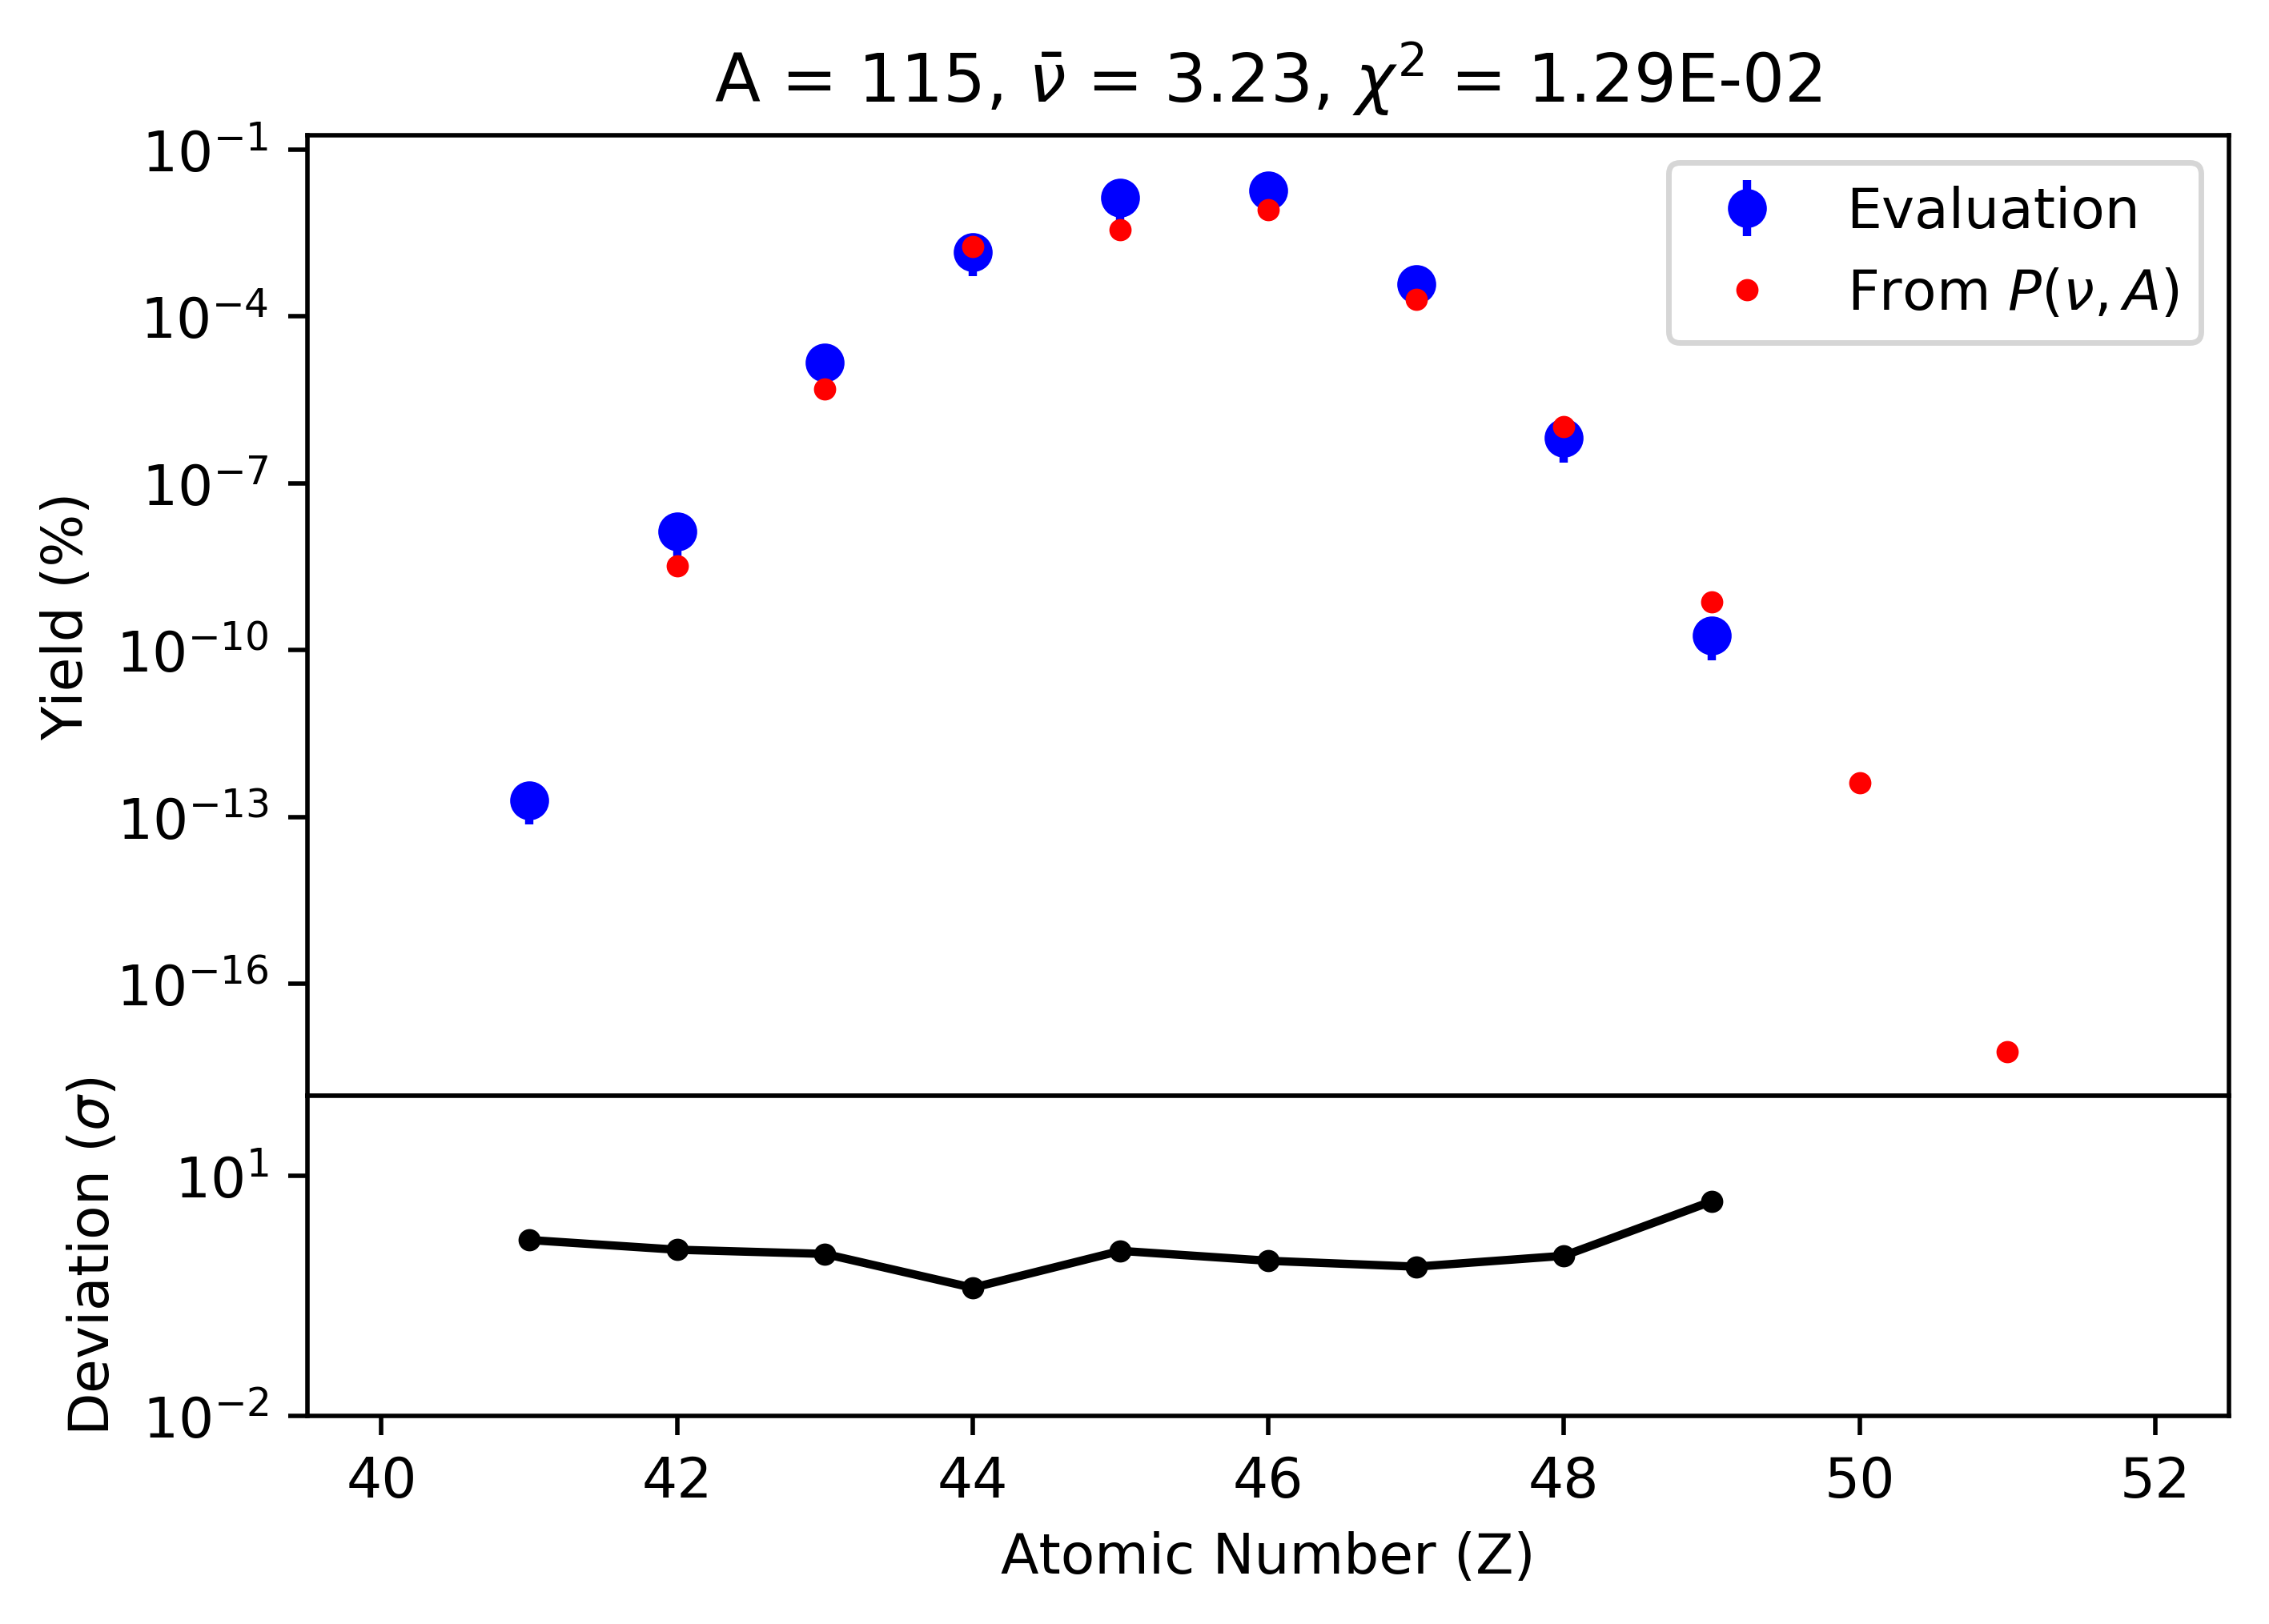 A = 115, ν̄ = 3.23, χ² = 1.29E-02
Evaluation
From P(ν, A)
Yield (%)
10⁻¹
10⁻⁴
10⁻⁷
10⁻¹⁰
10⁻¹³
10⁻¹⁶
Deviation (σ)
10¹
10⁻²
40 42 44 46 48 50 52
Atomic Number (Z)